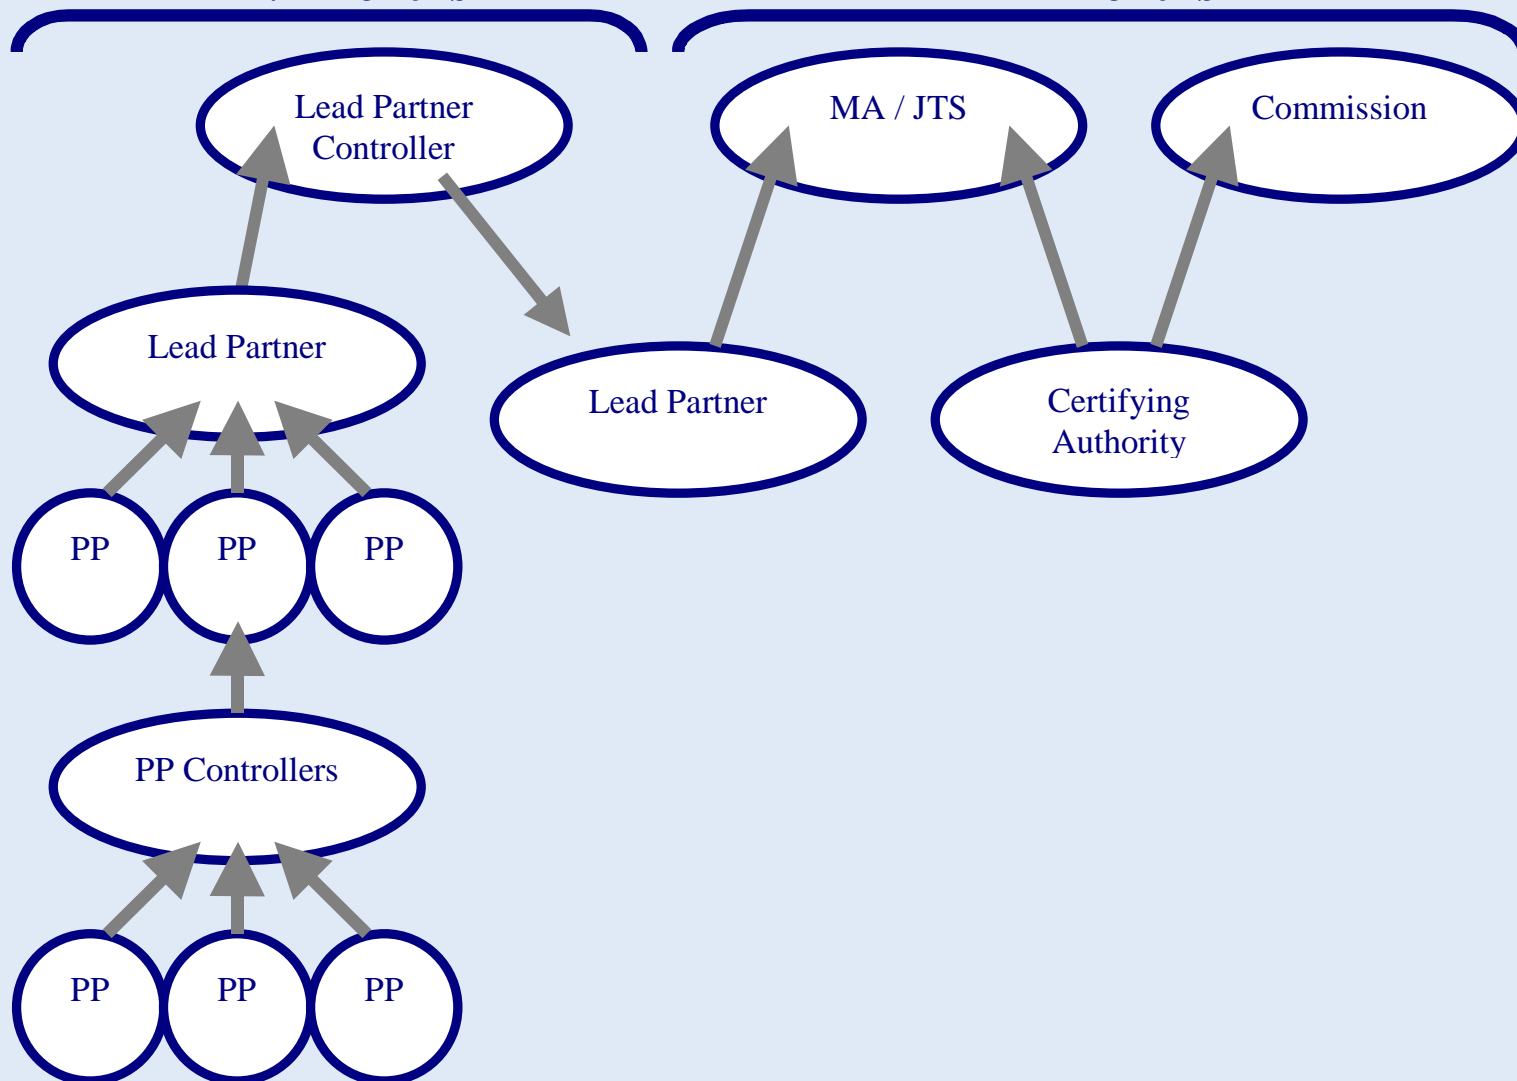 Lead Partner
Controller
MA / JTS
Commission
Lead Partner
Lead Partner
Certifying
Authority
PP
PP
PP
PP Controllers
PP
PP
PP